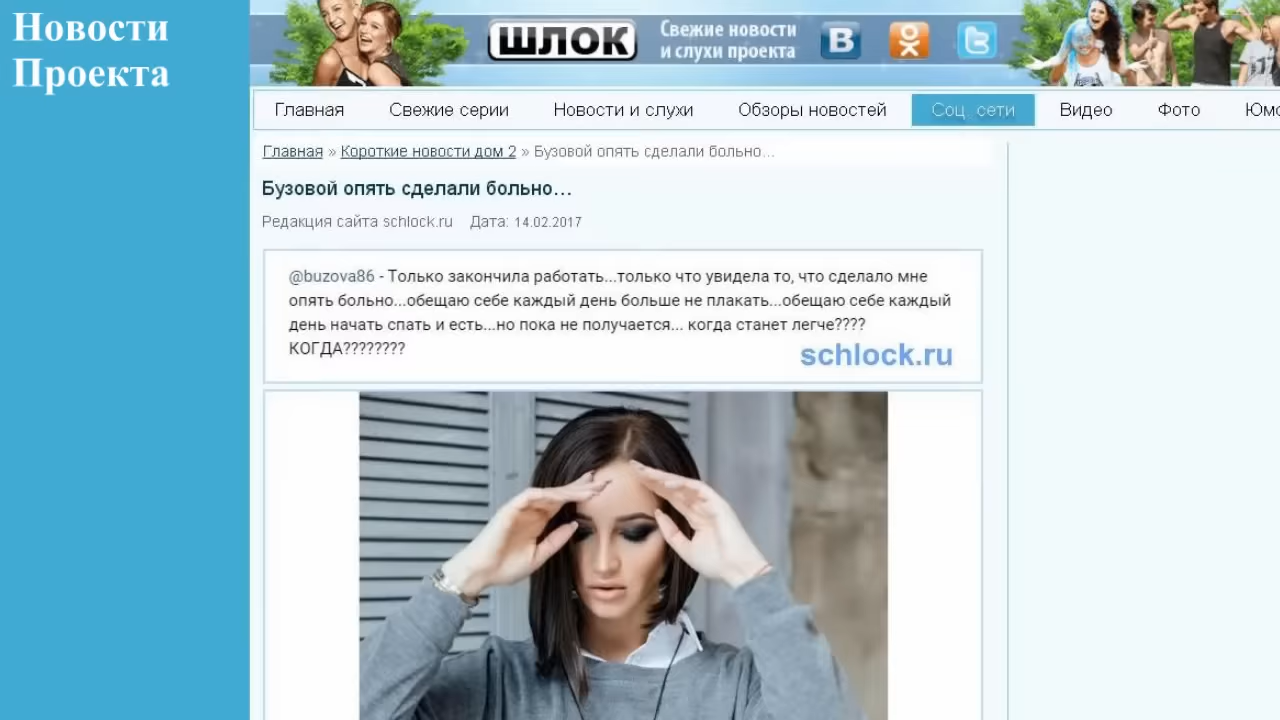 Новости
Проекта
ШЛОК
Свежие новости
и слухи проекта
Главная Свежие серии Новости и слухи Обзоры новостей Соц. сети Видео Фото
Главная » Короткие новости дом 2 » Бузовой опять сделали больно...
Бузовой опять сделали больно...
Редакция сайта schlock.ru Дата: 14.02.2017
@buzova86 - Только закончила работать...только что увидела то, что сделало мне
опять больно...обещаю себе каждый день больше не плакать...обещаю себе каждый
день начать спать и есть...но пока не получается... когда станет легче????
КОГДА????????
schlock.ru